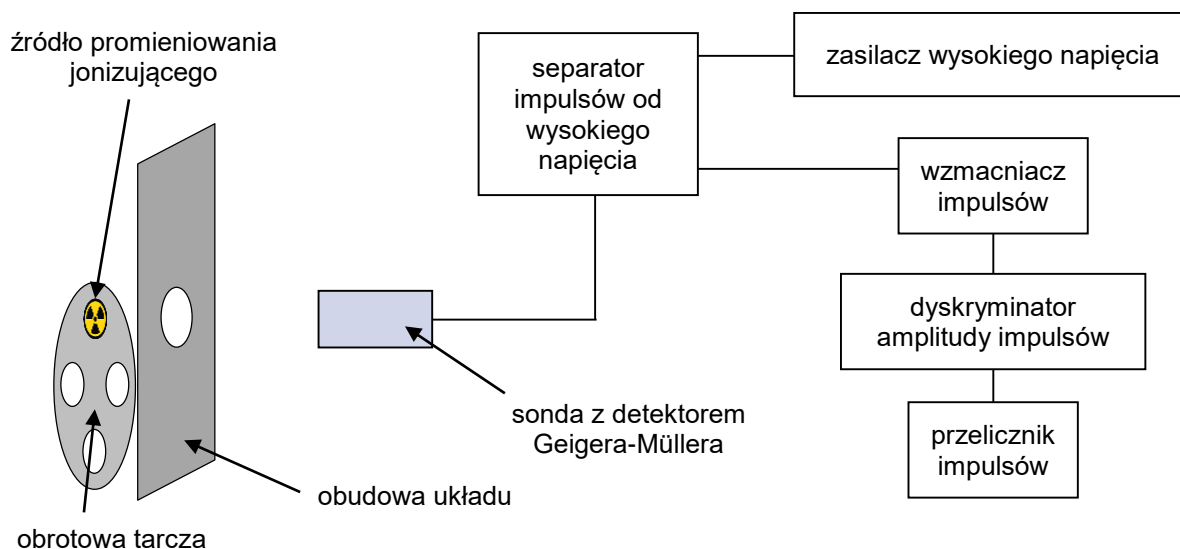 źródło promieniowania
jonizującego
separator
impulsów od
wysokiego
napięcia
zasilacz wysokiego napięcia
wzmacniacz
impulsów
dyskryminator
amplitudy impulsów
przelicznik
impulsów
sonda z detektorem
Geigera-Müllera
obudowa układu
obrotowa tarcza